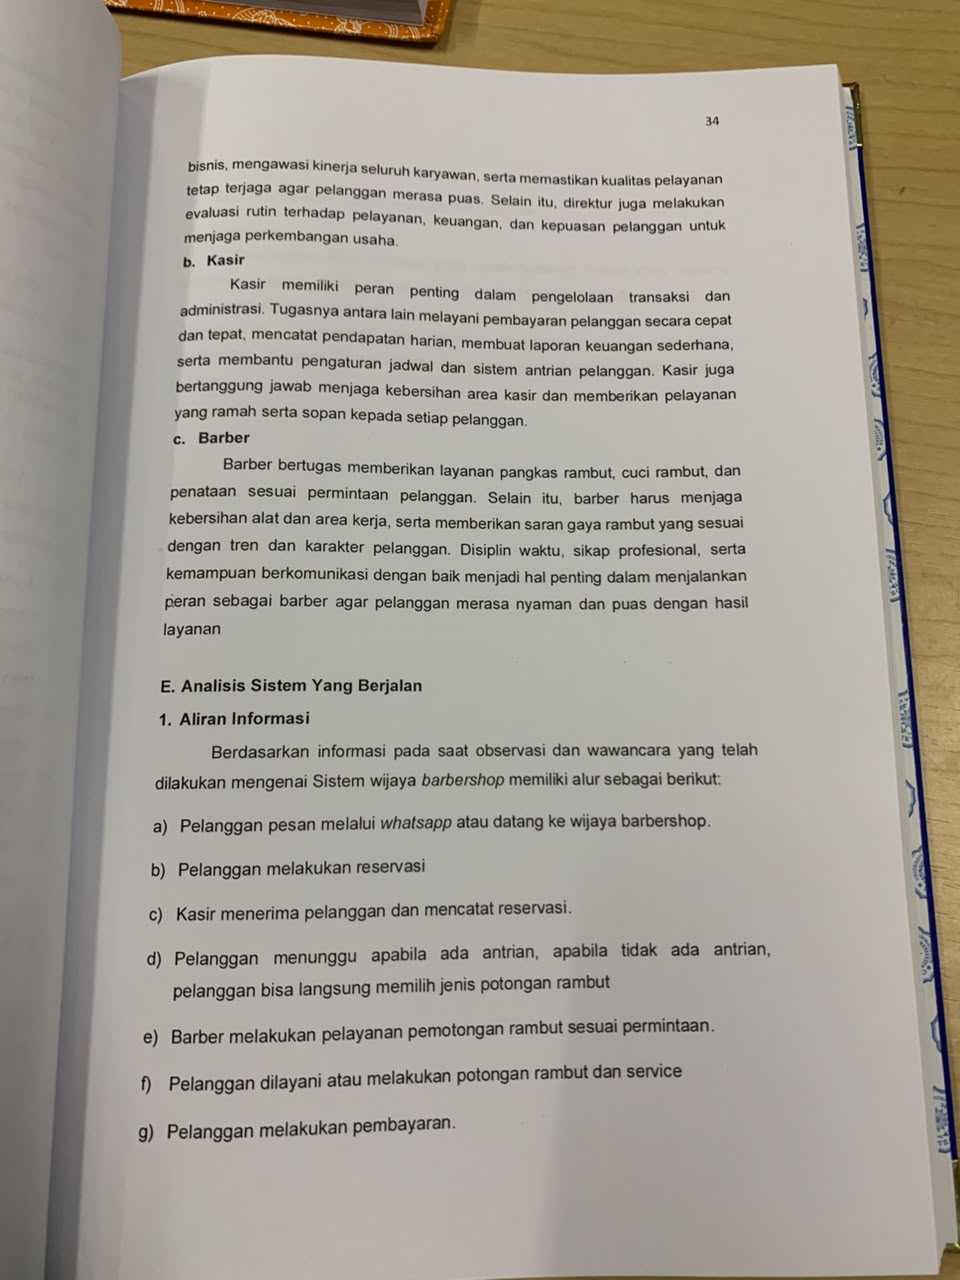 34
bisnis, mengawasi kinerja seluruh karyawan, serta memastikan kualitas pelayanan
tetap terjaga agar pelanggan merasa puas. Selain itu, direktur juga melakukan
evaluasi rutin terhadap pelayanan, keuangan, dan kepuasan pelanggan untuk
menjaga perkembangan usaha.
b. Kasir
Kasir memiliki peran penting dalam pengelolaan transaksi dan
administrasi. Tugasnya antara lain melayani pembayaran pelanggan secara cepat
dan tepat, mencatat pendapatan harian, membuat laporan keuangan sederhana,
serta membantu pengaturan jadwal dan sistem antrian pelanggan. Kasir juga
bertanggung jawab menjaga kebersihan area kasir dan memberikan pelayanan
yang ramah serta sopan kepada setiap pelanggan.
c. Barber
Barber bertugas memberikan layanan pangkas rambut, cuci rambut, dan
penataan sesuai permintaan pelanggan. Selain itu, barber harus menjaga
kebersihan alat dan area kerja, serta memberikan saran gaya rambut yang sesuai
dengan tren dan karakter pelanggan. Disiplin waktu, sikap profesional, serta
kemampuan berkomunikasi dengan baik menjadi hal penting dalam menjalankan
peran sebagai barber agar pelanggan merasa nyaman dan puas dengan hasil
layanan
E. Analisis Sistem Yang Berjalan
1. Aliran Informasi
Berdasarkan informasi pada saat observasi dan wawancara yang telah
dilakukan mengenai Sistem wijaya barbershop memiliki alur sebagai berikut:
a) Pelanggan pesan melalui whatsapp atau datang ke wijaya barbershop.
b) Pelanggan melakukan reservasi
c) Kasir menerima pelanggan dan mencatat reservasi.
d) Pelanggan menunggu apabila ada antrian, apabila tidak ada antrian,
pelanggan bisa langsung memilih jenis potongan rambut
e) Barber melakukan pelayanan pemotongan rambut sesuai permintaan.
f) Pelanggan dilayani atau melakukan potongan rambut dan service
g) Pelanggan melakukan pembayaran.